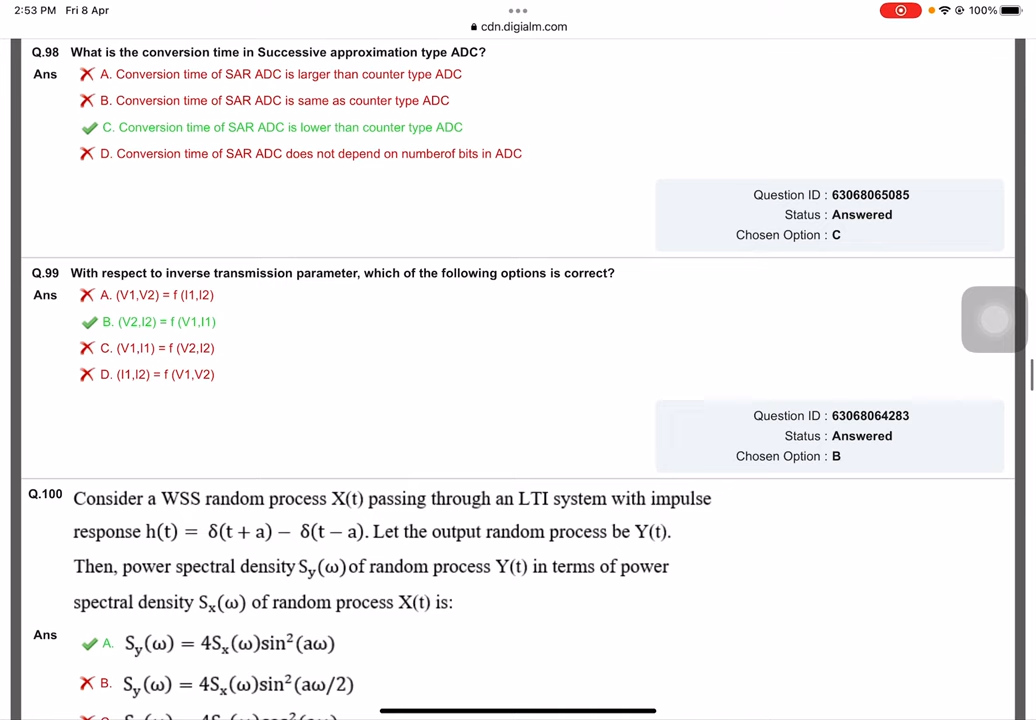 2:53 PM Fri 8 Apr
100%
cdn.digialm.com
Q.98 What is the conversion time in Successive approximation type ADC?
Ans A. Conversion time of SAR ADC is larger than counter type ADC
B. Conversion time of SAR ADC is same as counter type ADC
C. Conversion time of SAR ADC is lower than counter type ADC
D. Conversion time of SAR ADC does not depend on numberof bits in ADC
Question ID : 63068065085
Status : Answered
Chosen Option : C
Q.99 With respect to inverse transmission parameter, which of the following options is correct?
Ans A. (V1,V2) = f (I1,I2)
B. (V2,I2) = f (V1,I1)
C. (V1,I1) = f (V2,I2)
D. (I1,I2) = f (V1,V2)
Question ID : 63068064283
Status : Answered
Chosen Option : B
Q.100 Consider a WSS random process X(t) passing through an LTI system with impulse
response h(t) = δ(t + a) − δ(t − a). Let the output random process be Y(t).
Then, power spectral density Sy(ω) of random process Y(t) in terms of power
spectral density Sx(ω) of random process X(t) is:
Ans A. Sy(ω) = 4Sx(ω)sin²(aω)
B. Sy(ω) = 4Sx(ω)sin²(aω/2)